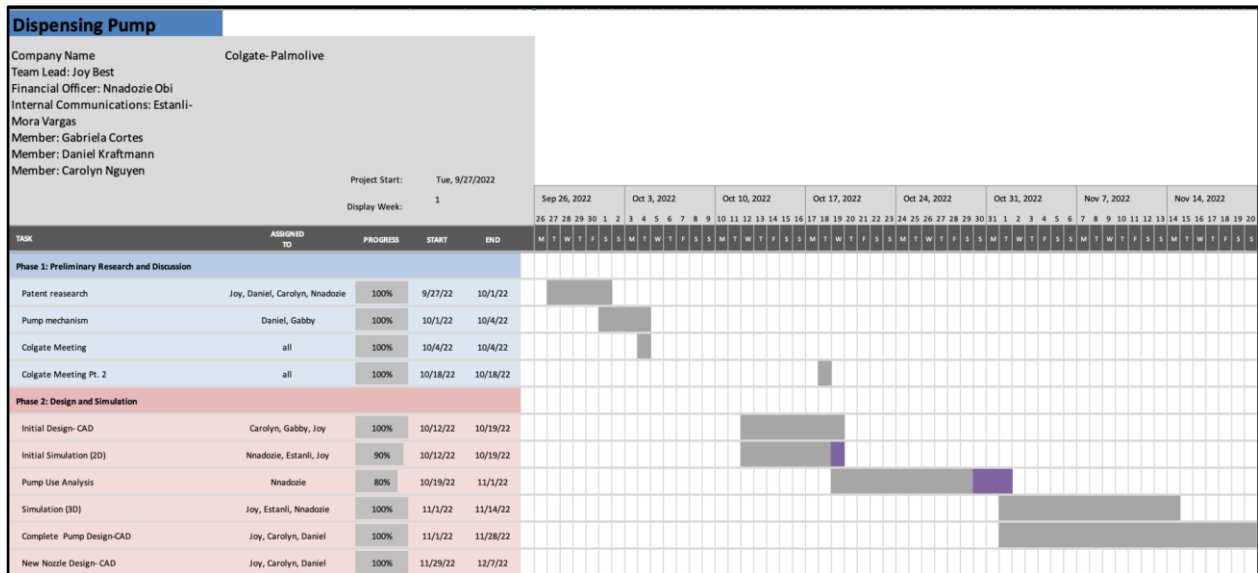 Dispensing Pump
Company Name Colgate-Palmolive
Team Lead: Joy Best
Financial Officer: Nnadozie Obi
Internal Communications: Estanli-
Mora Vargas
Member: Gabriela Cortes
Member: Daniel Kraftmann
Member: Carolyn Nguyen
Project Start: Tue, 9/27/2022
Display Week: 1
Sep 26, 2022 Oct 3, 2022 Oct 10, 2022 Oct 17, 2022 Oct 24, 2022 Oct 31, 2022 Nov 7, 2022 Nov 14, 2022
26 27 28 29 30 1 2 3 4 5 6 7 8 9 10 11 12 13 14 15 16 17 18 19 20 21 22 23 24 25 26 27 28 29 30 31 1 2 3 4 5 6 7 8 9 10 11 12 13 14 15 16 17 18 19 20
TASK ASSIGNED TO PROGRESS START END M T W T F S S M T W T F S S M T W T F S S M T W T F S S M T W T F S S M T W T F S S M T W T F S S M T W T F S S
Phase 1: Preliminary Research and Discussion
Patent reasearch Joy, Daniel, Carolyn, Nnadozie 100% 9/27/22 10/1/22
Pump mechanism Daniel, Gabby 100% 10/1/22 10/4/22
Colgate Meeting all 100% 10/4/22 10/4/22
Colgate Meeting Pt. 2 all 100% 10/18/22 10/18/22
Phase 2: Design and Simulation
Initial Design- CAD Carolyn, Gabby, Joy 100% 10/12/22 10/19/22
Initial Simulation (2D) Nnadozie, Estanli, Joy 90% 10/12/22 10/19/22
Pump Use Analysis Nnadozie 80% 10/19/22 11/1/22
Simulation (3D) Joy, Estanli, Nnadozie 100% 11/1/22 11/14/22
Complete Pump Design-CAD Joy, Carolyn, Daniel 100% 11/1/22 11/28/22
New Nozzle Design- CAD Joy, Carolyn, Daniel 100% 11/29/22 12/7/22